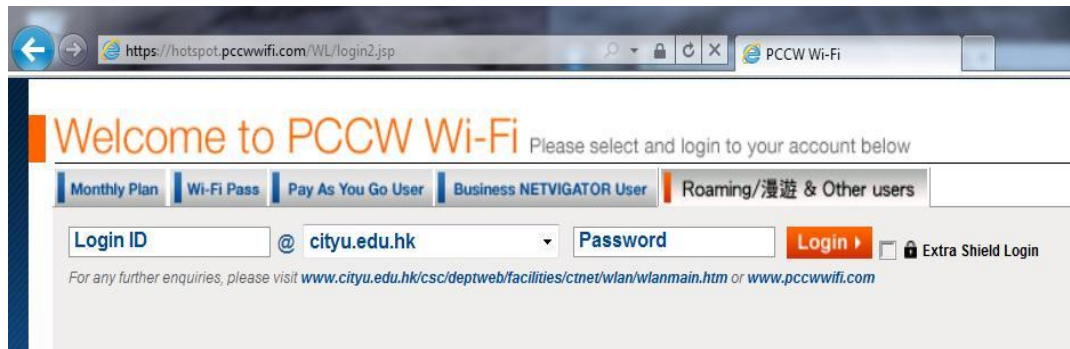 https://hotspot.pccwwifi.com/WL/login2.jsp
PCCW Wi-Fi
Welcome to PCCW Wi-Fi Please select and login to your account below
Monthly Plan Wi-Fi Pass Pay As You Go User Business NETVIGATOR User Roaming/漫遊 & Other users
Login ID @ cityu.edu.hk Password Login Extra Shield Login
For any further enquiries, please visit www.cityu.edu.hk/csc/deptweb/facilities/ctnet/wlan/wlanmain.htm or www.pccwwifi.com